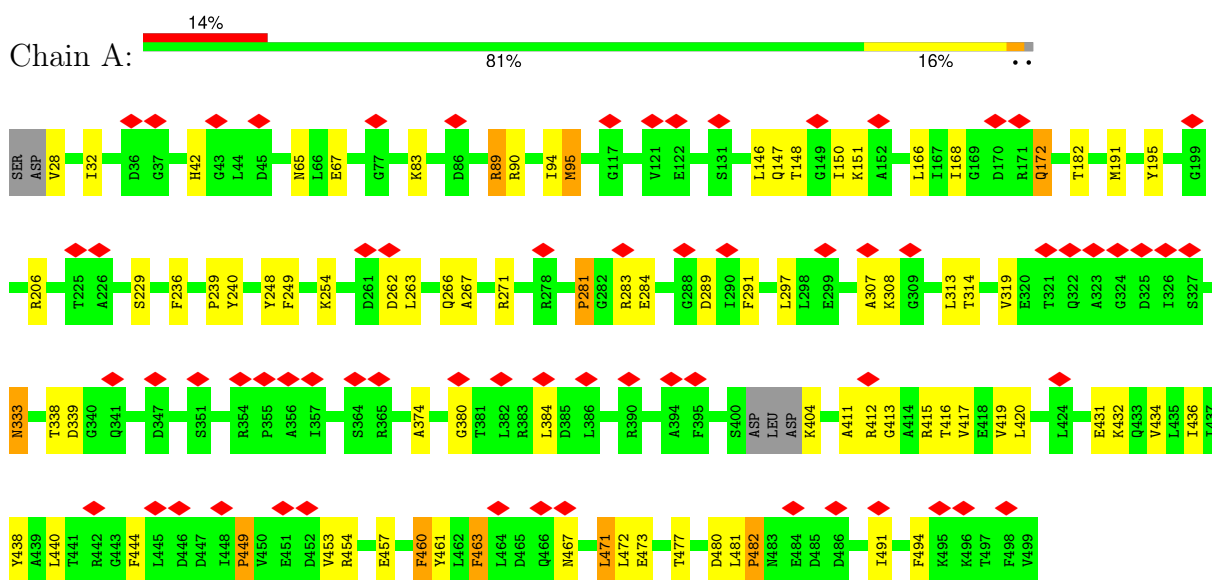 14%
Chain A:
81% 16% • •
SER ASP V28 I32 D36 G37 H42 G43 L44 D45 N65 L66 E67 G77 K83 D86 R89 R90 I94 M95 G117 V121 E122 S131 L146 Q147 T148 G149 I150 K151 A152 L166 I167 I168 G169 D170 R171 Q172 T182 M191 Y195 G199
R206 T225 A226 S229 F236 P239 Y240 Y248 F249 K254 D261 D262 L263 Q266 A267 R271 R278 P281 G282 R283 E284 G288 D289 I290 F291 L297 L298 E299 A307 K308 G309 L313 T314 V319 E320 T321 Q322 A323 G324 D325 I326 S327
N333 T338 D339 G340 Q341 D347 S351 R354 P355 A356 I357 S364 R365 A374 G380 T381 L382 R383 L384 D385 L386 R390 A394 F395 S400 ASP LEU ASP K404 A411 R412 G413 A414 R415 T416 V417 E418 V419 L420 L424 E431 K432 Q433 V434 L435 I436 I437
Y438 A439 L440 T441 R442 G443 F444 L445 D446 D447 I448 P449 V450 E451 D452 V453 R454 E457 F460 Y461 L462 F463 L464 D465 Q466 N467 L471 L472 E473 T477 D480 L481 P482 N483 E484 D485 D486 I491 F494 K495 K496 T497 F498 V499